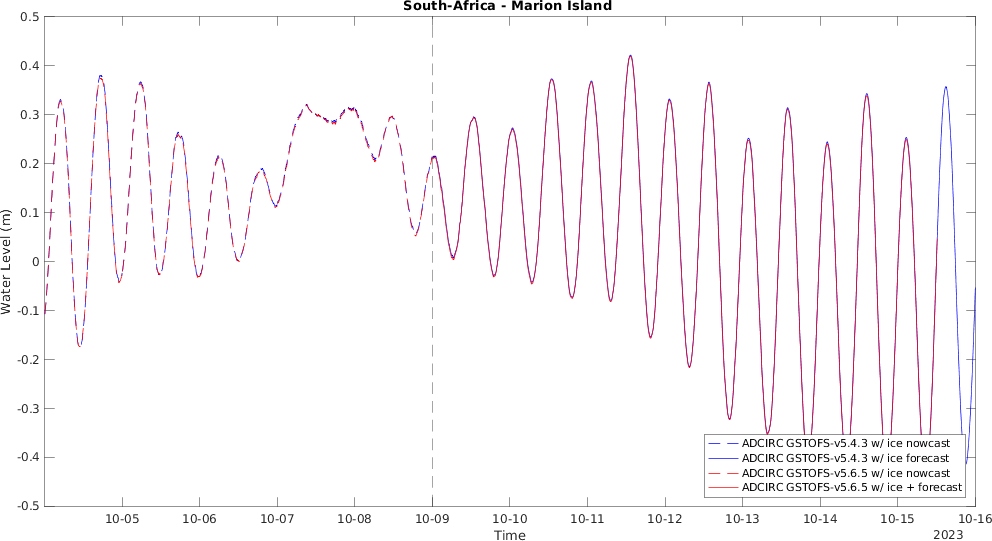 South-Africa - Marion Island
0.5
0.4
0.3
0.2
0.1
0
-0.1
-0.2
-0.3
-0.4
-0.5
Water Level (m)
ADCIRC GSTOFS-v5.4.3 w/ ice nowcast
ADCIRC GSTOFS-v5.4.3 w/ ice forecast
ADCIRC GSTOFS-v5.6.5 w/ ice nowcast
ADCIRC GSTOFS-v5.6.5 w/ ice + forecast
10-05 10-06 10-07 10-08 10-09 10-10 10-11 10-12 10-13 10-14 10-15 10-16
Time
2023